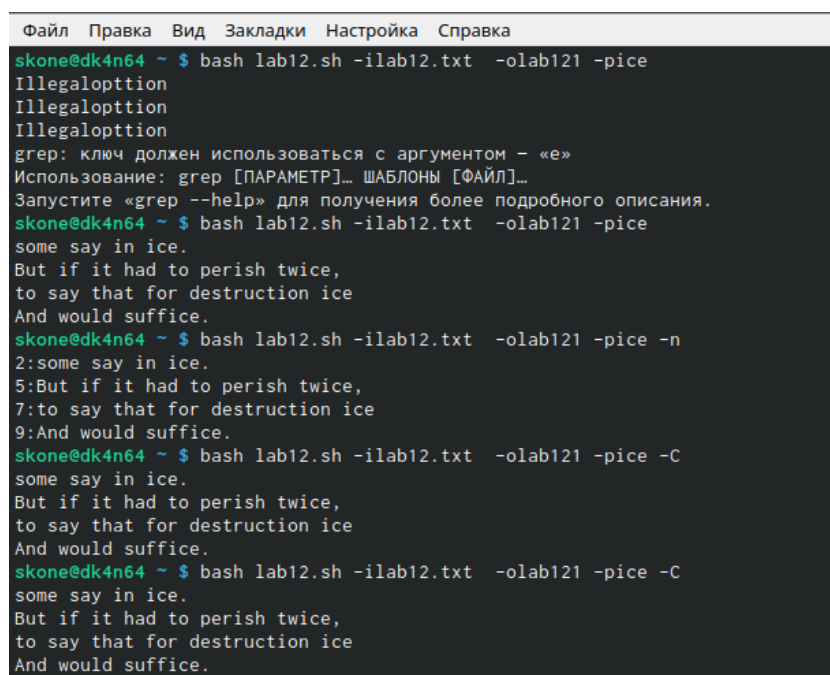 Файл Правка Вид Закладки Настройка Справка
skone@dk4n64 ~ $ bash lab12.sh -ilab12.txt  -olab121 -pice
Illegalopttion
Illegalopttion
Illegalopttion
grep: ключ должен использоваться с аргументом — «e»
Использование: grep [ПАРАМЕТР]… ШАБЛОНЫ [ФАЙЛ]…
Запустите «grep --help» для получения более подробного описания.
skone@dk4n64 ~ $ bash lab12.sh -ilab12.txt  -olab121 -pice
some say in ice.
But if it had to perish twice,
to say that for destruction ice
And would suffice.
skone@dk4n64 ~ $ bash lab12.sh -ilab12.txt  -olab121 -pice -n
2:some say in ice.
5:But if it had to perish twice,
7:to say that for destruction ice
9:And would suffice.
skone@dk4n64 ~ $ bash lab12.sh -ilab12.txt  -olab121 -pice -C
some say in ice.
But if it had to perish twice,
to say that for destruction ice
And would suffice.
skone@dk4n64 ~ $ bash lab12.sh -ilab12.txt  -olab121 -pice -C
some say in ice.
But if it had to perish twice,
to say that for destruction ice
And would suffice.